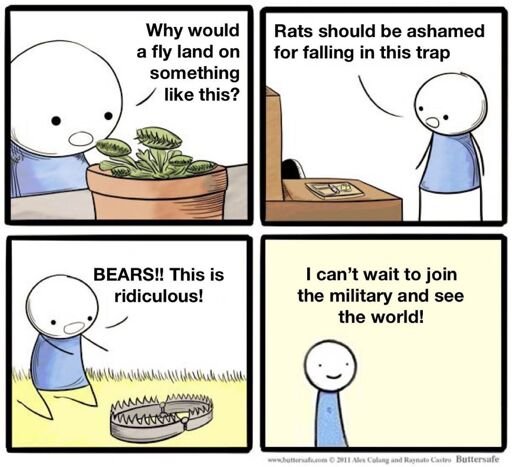 Why would
a fly land on
something
like this?
Rats should be ashamed
for falling in this trap
BEARS!! This is
ridiculous!
I can't wait to join
the military and see
the world!
www.buttersafe.com © 2011 Alex Culang and Raynato Castro Buttersafe